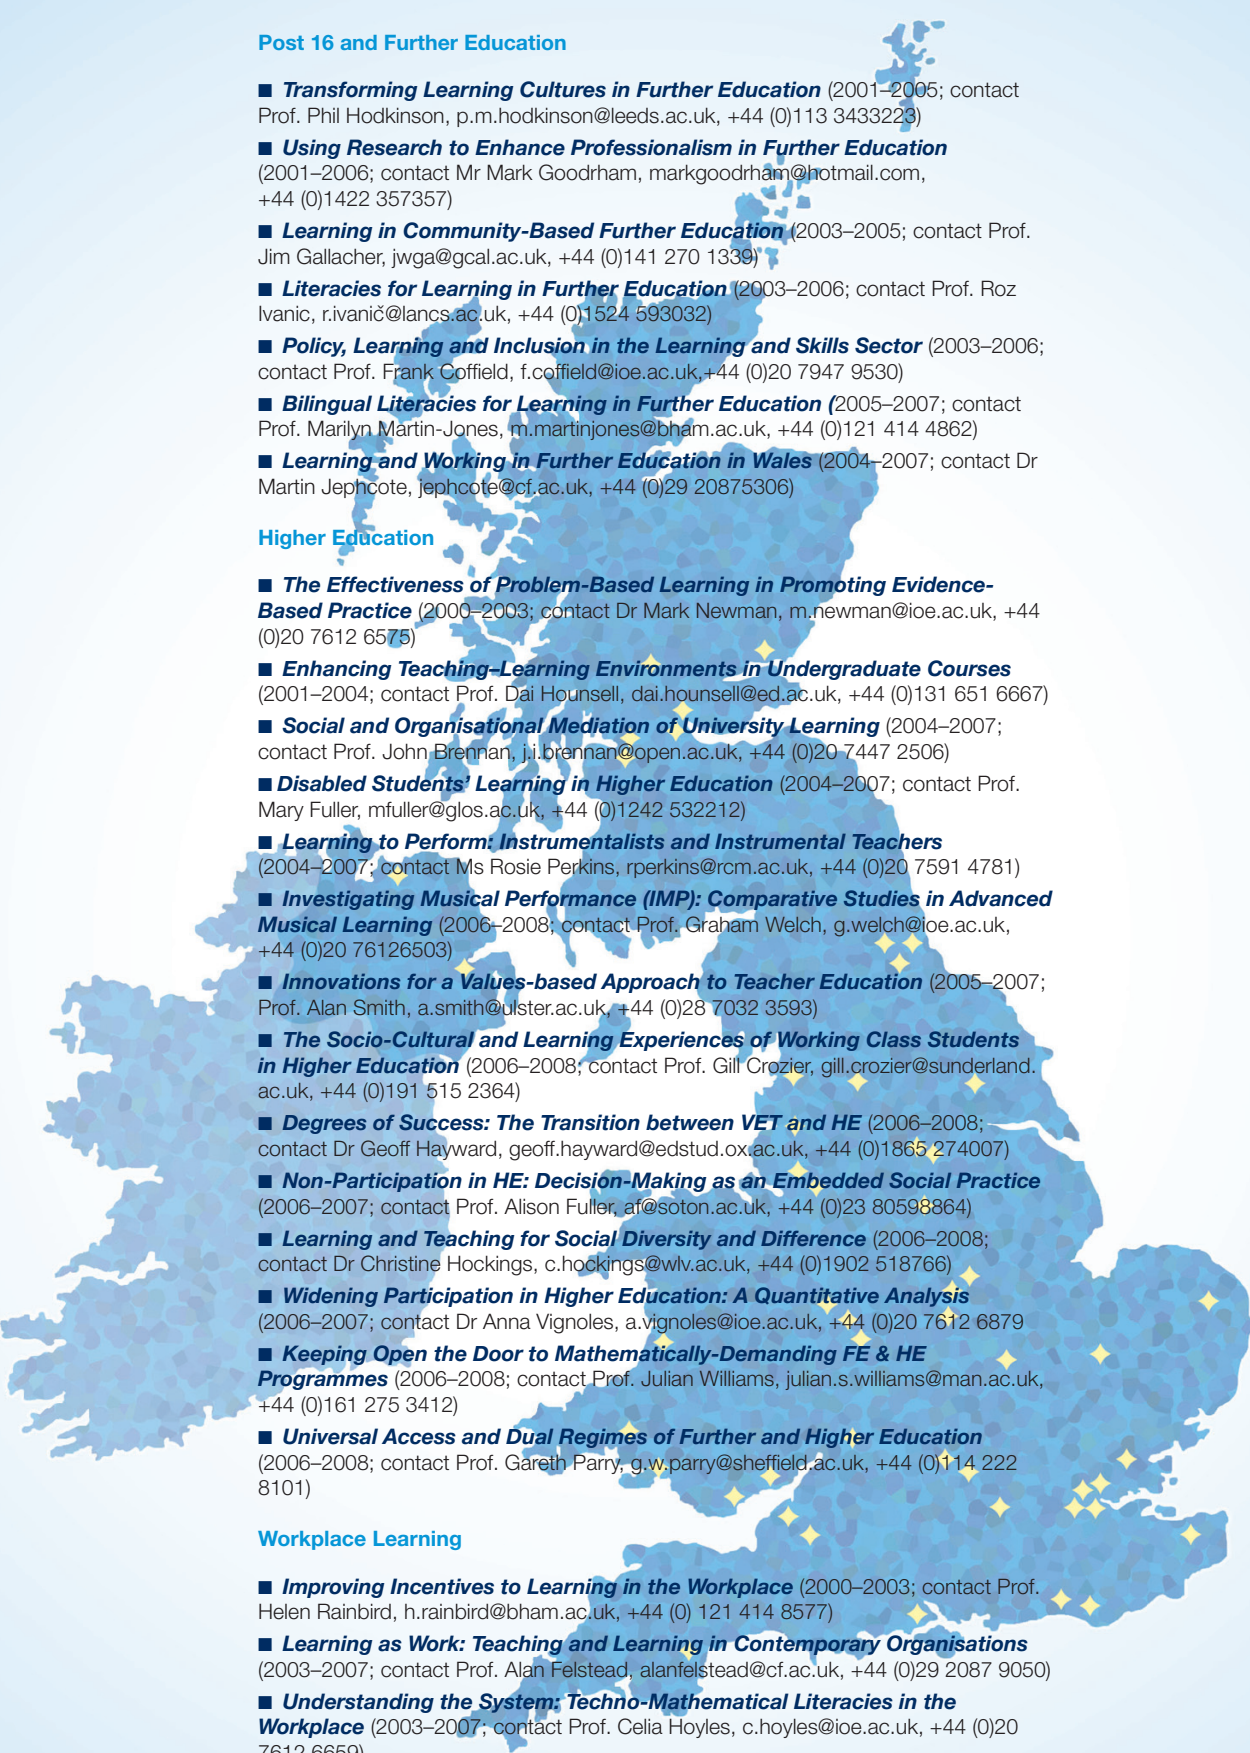 Post 16 and Further Education
■ Transforming Learning Cultures in Further Education (2001–2005; contact
Prof. Phil Hodkinson, p.m.hodkinson@leeds.ac.uk, +44 (0)113 3433223)
■ Using Research to Enhance Professionalism in Further Education
(2001–2006; contact Mr Mark Goodrham, markgoodrham@hotmail.com,
+44 (0)1422 357357)
■ Learning in Community-Based Further Education (2003–2005; contact Prof.
Jim Gallacher, jwga@gcal.ac.uk, +44 (0)141 270 1339)
■ Literacies for Learning in Further Education (2003–2006; contact Prof. Roz
Ivanic, r.ivanič@lancs.ac.uk, +44 (0)1524 593032)
■ Policy, Learning and Inclusion in the Learning and Skills Sector (2003–2006;
contact Prof. Frank Coffield, f.coffield@ioe.ac.uk,+44 (0)20 7947 9530)
■ Bilingual Literacies for Learning in Further Education (2005–2007; contact
Prof. Marilyn Martin-Jones, m.martinjones@bham.ac.uk, +44 (0)121 414 4862)
■ Learning and Working in Further Education in Wales (2004–2007; contact Dr
Martin Jephcote, jephcote@cf.ac.uk, +44 (0)29 20875306)
Higher Education
■ The Effectiveness of Problem-Based Learning in Promoting Evidence-
Based Practice (2000–2003; contact Dr Mark Newman, m.newman@ioe.ac.uk, +44
(0)20 7612 6575)
■ Enhancing Teaching–Learning Environments in Undergraduate Courses
(2001–2004; contact Prof. Dai Hounsell, dai.hounsell@ed.ac.uk, +44 (0)131 651 6667)
■ Social and Organisational Mediation of University Learning (2004–2007;
contact Prof. John Brennan, j.i.brennan@open.ac.uk, +44 (0)20 7447 2506)
■ Disabled Students’ Learning in Higher Education (2004–2007; contact Prof.
Mary Fuller, mfuller@glos.ac.uk, +44 (0)1242 532212)
■ Learning to Perform: Instrumentalists and Instrumental Teachers
(2004–2007; contact Ms Rosie Perkins, rperkins@rcm.ac.uk, +44 (0)20 7591 4781)
■ Investigating Musical Performance (IMP): Comparative Studies in Advanced
Musical Learning (2006–2008; contact Prof. Graham Welch, g.welch@ioe.ac.uk,
+44 (0)20 76126503)
■ Innovations for a Values-based Approach to Teacher Education (2005–2007;
Prof. Alan Smith, a.smith@ulster.ac.uk, +44 (0)28 7032 3593)
■ The Socio-Cultural and Learning Experiences of Working Class Students
in Higher Education (2006–2008; contact Prof. Gill Crozier, gill.crozier@sunderland.
ac.uk, +44 (0)191 515 2364)
■ Degrees of Success: The Transition between VET and HE (2006–2008;
contact Dr Geoff Hayward, geoff.hayward@edstud.ox.ac.uk, +44 (0)1865 274007)
■ Non-Participation in HE: Decision-Making as an Embedded Social Practice
(2006–2007; contact Prof. Alison Fuller, af@soton.ac.uk, +44 (0)23 80598864)
■ Learning and Teaching for Social Diversity and Difference (2006–2008;
contact Dr Christine Hockings, c.hockings@wlv.ac.uk, +44 (0)1902 518766)
■ Widening Participation in Higher Education: A Quantitative Analysis
(2006–2007; contact Dr Anna Vignoles, a.vignoles@ioe.ac.uk, +44 (0)20 7612 6879
■ Keeping Open the Door to Mathematically-Demanding FE & HE
Programmes (2006–2008; contact Prof. Julian Williams, julian.s.williams@man.ac.uk,
+44 (0)161 275 3412)
■ Universal Access and Dual Regimes of Further and Higher Education
(2006–2008; contact Prof. Gareth Parry, g.w.parry@sheffield.ac.uk, +44 (0)114 222
8101)
Workplace Learning
■ Improving Incentives to Learning in the Workplace (2000–2003; contact Prof.
Helen Rainbird, h.rainbird@bham.ac.uk, +44 (0) 121 414 8577)
■ Learning as Work: Teaching and Learning in Contemporary Organisations
(2003–2007; contact Prof. Alan Felstead, alanfelstead@cf.ac.uk, +44 (0)29 2087 9050)
■ Understanding the System: Techno-Mathematical Literacies in the
Workplace (2003–2007; contact Prof. Celia Hoyles, c.hoyles@ioe.ac.uk, +44 (0)20
7612 6659)